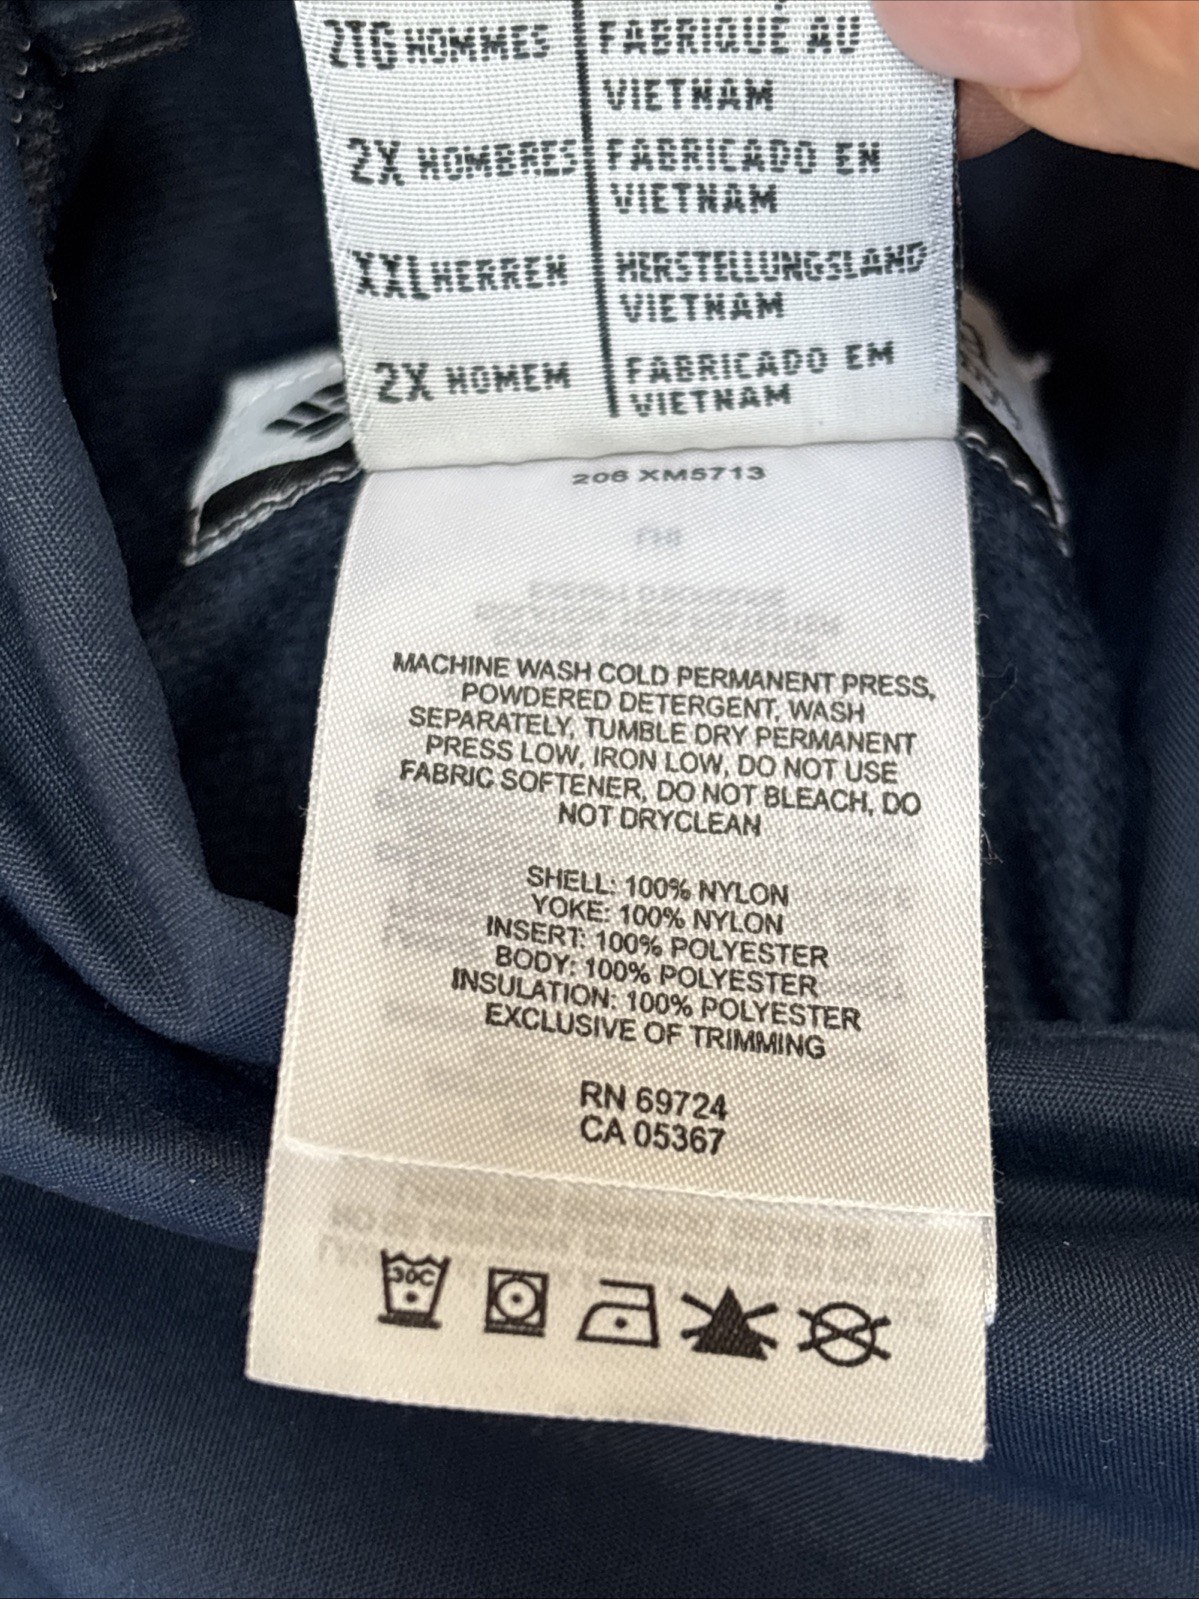 2TG HOMMES
FABRIQUÉ AU
VIETNAM
2X HOMBRES
FABRICADO EN
VIETNAM
XXL HERREN
HERSTELLUNGSLAND
VIETNAM
2X HOMEM
FABRICADO EM
VIETNAM
206 XM5713
MACHINE WASH COLD PERMANENT PRESS,
POWDERED DETERGENT, WASH
SEPARATELY, TUMBLE DRY PERMANENT
PRESS LOW, IRON LOW, DO NOT USE
FABRIC SOFTENER, DO NOT BLEACH, DO
NOT DRYCLEAN
SHELL: 100% NYLON
YOKE: 100% NYLON
INSERT: 100% POLYESTER
BODY: 100% POLYESTER
INSULATION: 100% POLYESTER
EXCLUSIVE OF TRIMMING
RN 69724
CA 05367
30C